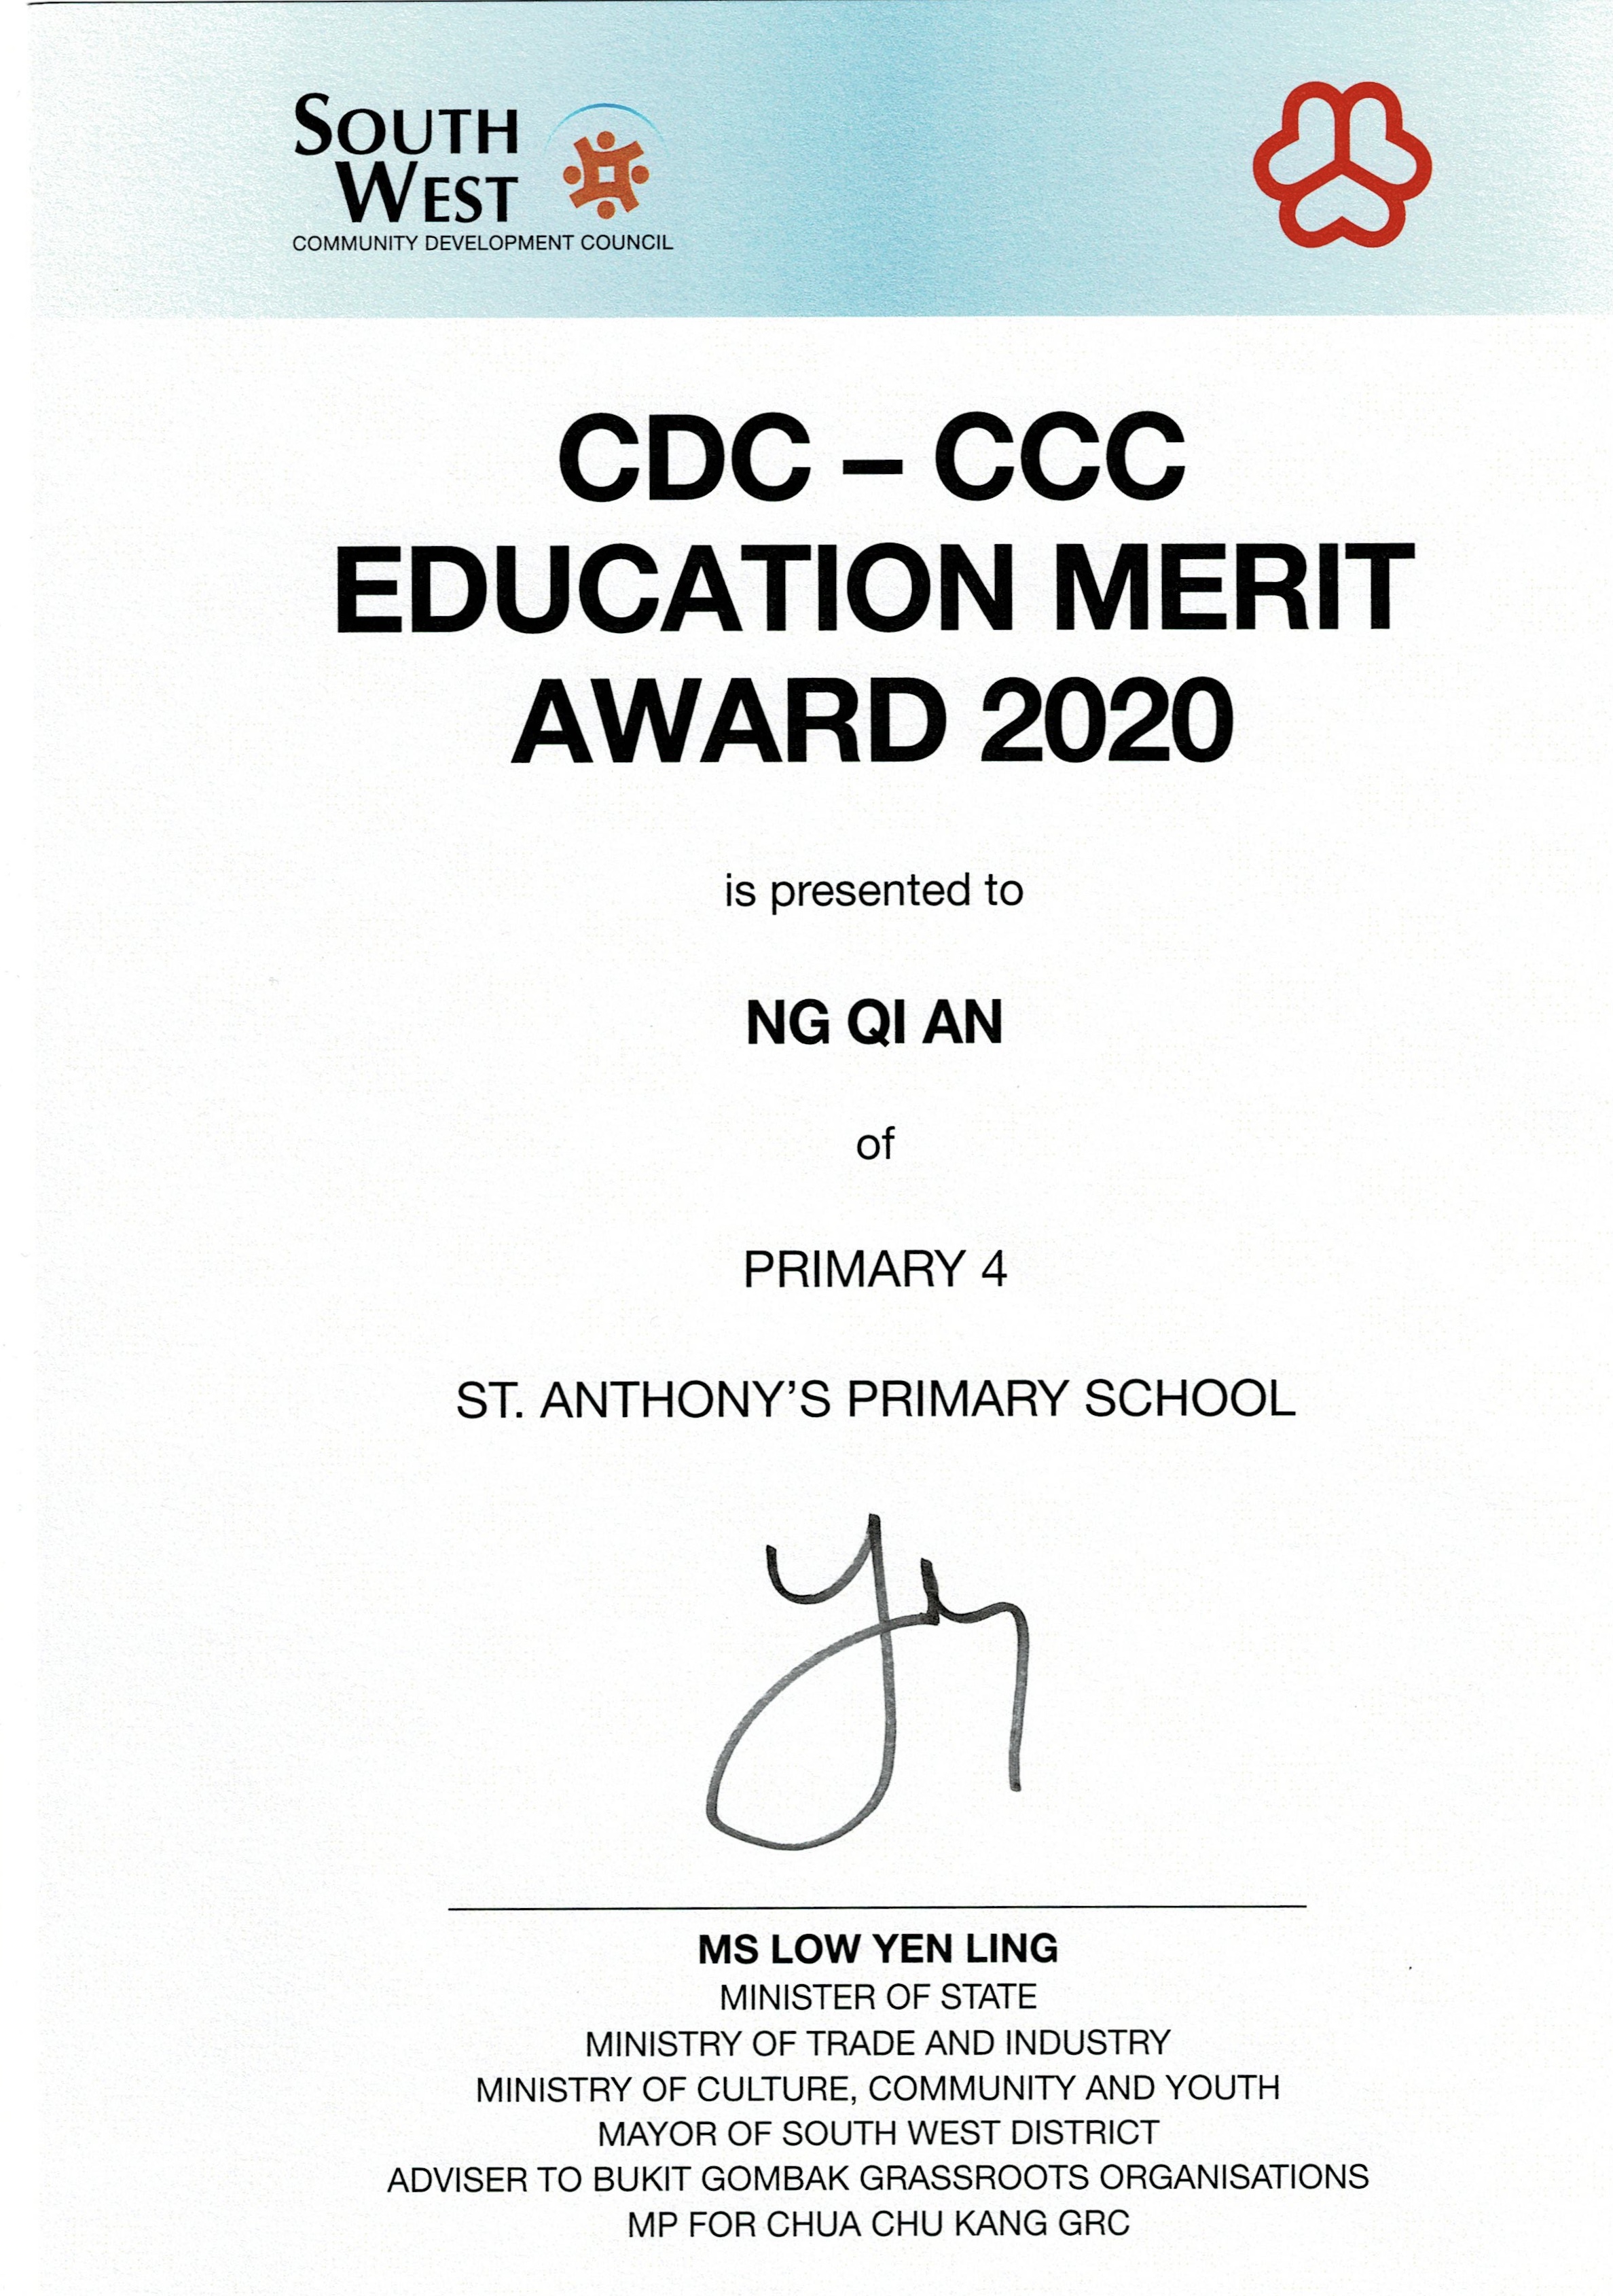 SOUTH
WEST
COMMUNITY DEVELOPMENT COUNCIL
CDC – CCC
EDUCATION MERIT
AWARD 2020
is presented to
NG QI AN
of
PRIMARY 4
ST. ANTHONY’S PRIMARY SCHOOL
MS LOW YEN LING
MINISTER OF STATE
MINISTRY OF TRADE AND INDUSTRY
MINISTRY OF CULTURE, COMMUNITY AND YOUTH
MAYOR OF SOUTH WEST DISTRICT
ADVISER TO BUKIT GOMBAK GRASSROOTS ORGANISATIONS
MP FOR CHUA CHU KANG GRC